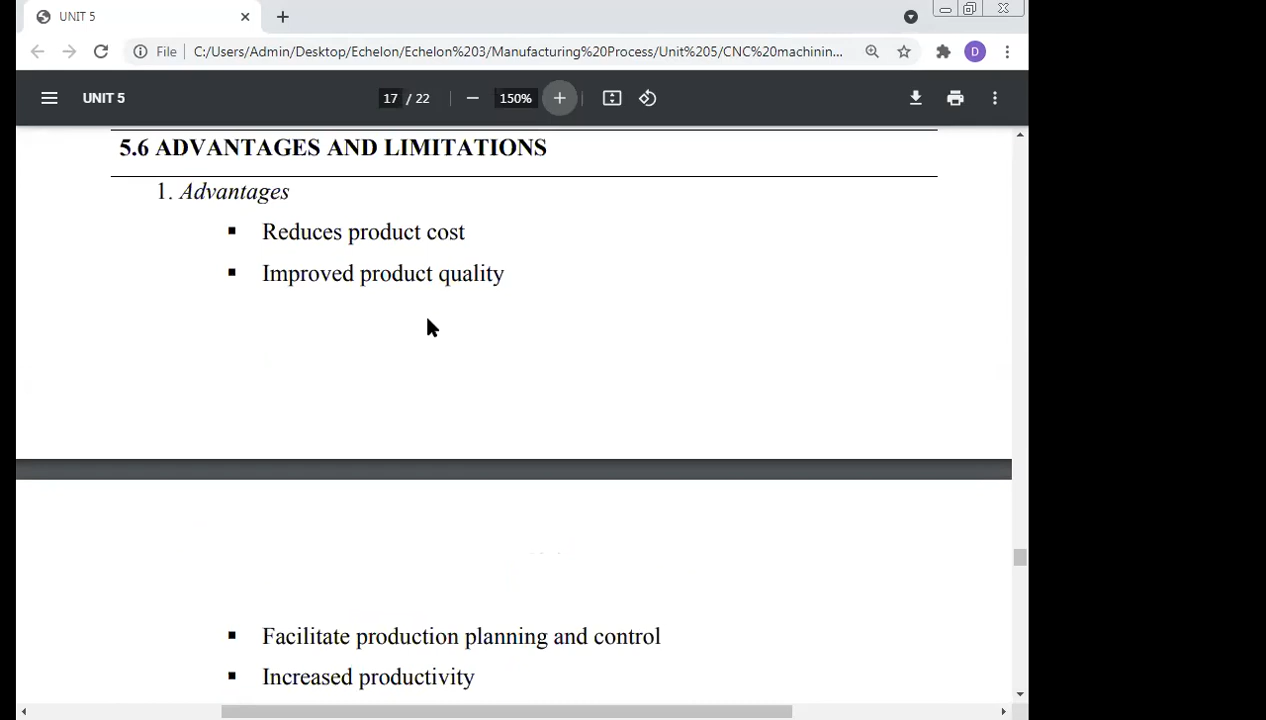 UNIT 5
File C:/Users/Admin/Desktop/Echelon/Echelon%203/Manufacturing%20Process/Unit%205/CNC%20machinin... D
UNIT 5 17 / 22 150%
5.6 ADVANTAGES AND LIMITATIONS
1. Advantages
▪ Reduces product cost
▪ Improved product quality
▪ Facilitate production planning and control
▪ Increased productivity